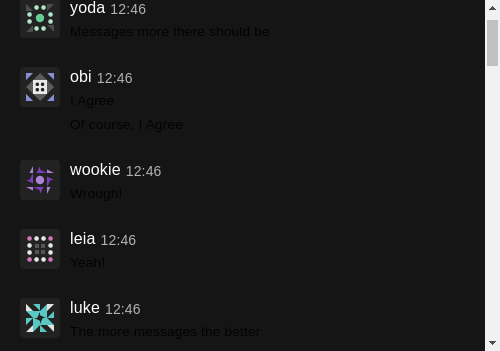 yoda 12:46
Messages more there should be
obi 12:46
I Agree
Of course, I Agree
wookie 12:46
Wrough!
leia 12:46
Yeah!
luke 12:46
The more messages the better